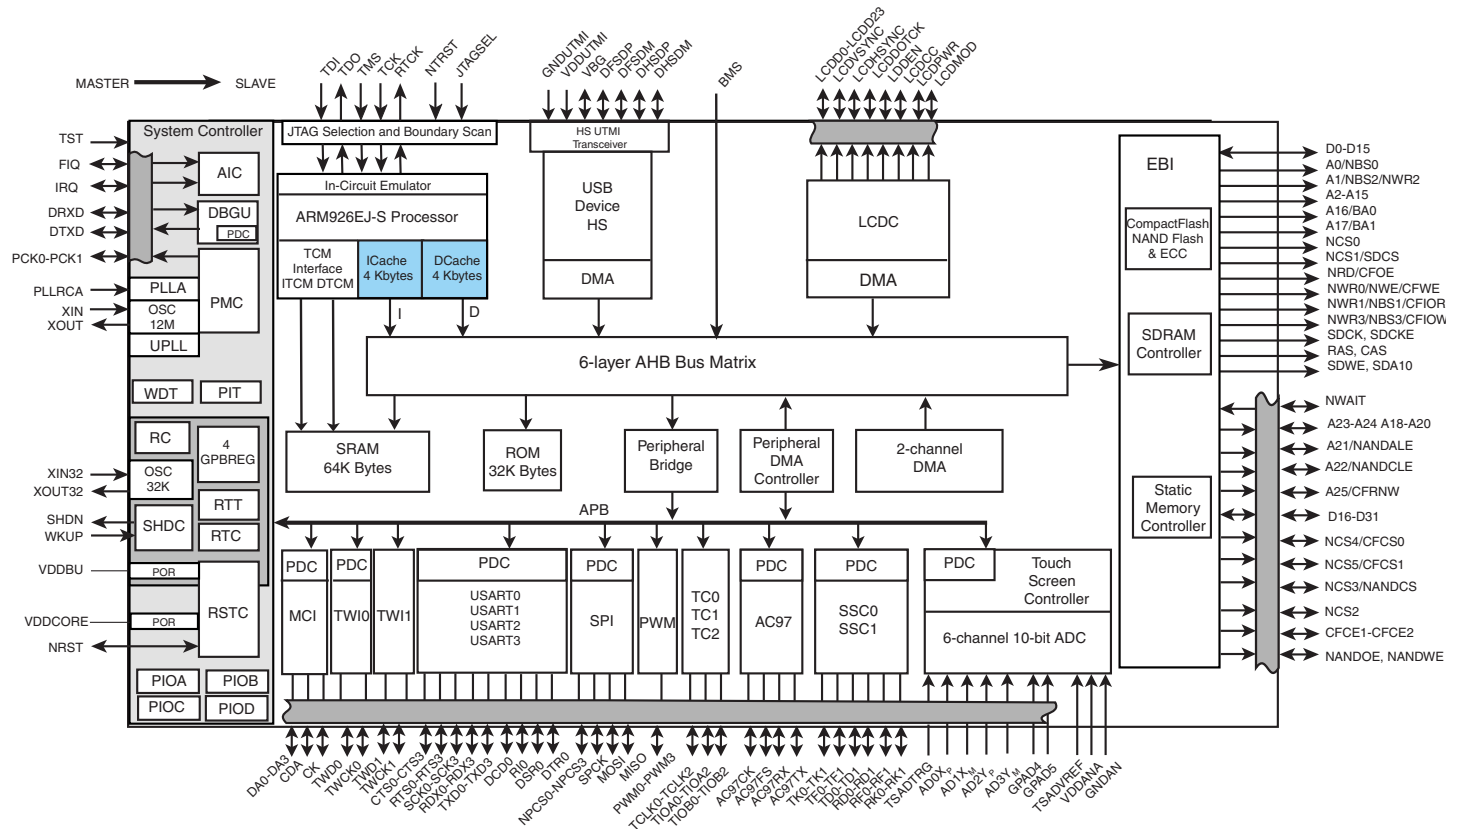 MASTER
SLAVE
TDI
TDO
TMS
TCK
RTCK
NTRST
JTAGSEL
GNDUTMI
VDDUTMI
VBG
DFSDP
DFSDM
DHSDP
DHSDM
BMS
LCDD0-LCDD23
LCDVSYNC
LCDHSYNC
LCDDOTCK
LDDEN
LCDCC
LCDPWR
LCDMOD
TST
FIQ
IRQ
DRXD
DTXD
PCK0-PCK1
PLLRCA
XIN
XOUT
XIN32
XOUT32
SHDN
WKUP
VDDBU
VDDCORE
NRST
System Controller
AIC
DBGU
PDC
PMC
PLLA
OSC
12M
UPLL
WDT
PIT
RC
4
GPBREG
OSC
32K
RTT
SHDC
RTC
POR
RSTC
POR
PIOA
PIOB
PIOC
PIOD
JTAG Selection and Boundary Scan
In-Circuit Emulator
ARM926EJ-S Processor
TCM
Interface
ITCM DTCM
ICache
4 Kbytes
DCache
4 Kbytes
I
D
HS UTMI
Transceiver
USB
Device
HS
DMA
LCDC
DMA
6-layer AHB Bus Matrix
SRAM
64K Bytes
ROM
32K Bytes
Peripheral
Bridge
Peripheral
DMA
Controller
2-channel
DMA
APB
PDC
MCI
PDC
TWI0
TWI1
PDC
USART0
USART1
USART2
USART3
PDC
SPI
PWM
TC0
TC1
TC2
PDC
AC97
PDC
SSC0
SSC1
PDC
Touch
Screen
Controller
6-channel 10-bit ADC
EBI
CompactFlash
NAND Flash
& ECC
SDRAM
Controller
Static
Memory
Controller
D0-D15
A0/NBS0
A1/NBS2/NWR2
A2-A15
A16/BA0
A17/BA1
NCS0
NCS1/SDCS
NRD/CFOE
NWR0/NWE/CFWE
NWR1/NBS1/CFIOR
NWR3/NBS3/CFIOW
SDCK, SDCKE
RAS, CAS
SDWE, SDA10
NWAIT
A23-A24 A18-A20
A21/NANDALE
A22/NANDCLE
A25/CFRNW
D16-D31
NCS4/CFCS0
NCS5/CFCS1
NCS3/NANDCS
NCS2
CFCE1-CFCE2
NANDOE, NANDWE
DA0-DA3
CDA
CK
TWD0
TWCK0
TWD1
TWCK1
CTS0-CTS3
RTS0-RTS3
SCK0-SCK3
RDX0-RDX3
TXD0-TXD3
DCD0
RI0
DSR0
DTR0
NPCS0-NPCS3
SPCK
MOSI
MISO
PWM0-PWM3
TCLK0-TCLK2
TIOA0-TIOA2
TIOB0-TIOB2
AC97CK
AC97FS
AC97RX
AC97TX
TK0-TK1
TF0-TF1
TD0-TD1
RD0-RD1
RF0-RF1
RK0-RK1
TSADTRG
AD0XP
AD1XM
AD2YP
AD3YM
GPAD4
GPAD5
TSADVREF
VDDANA
GNDAN